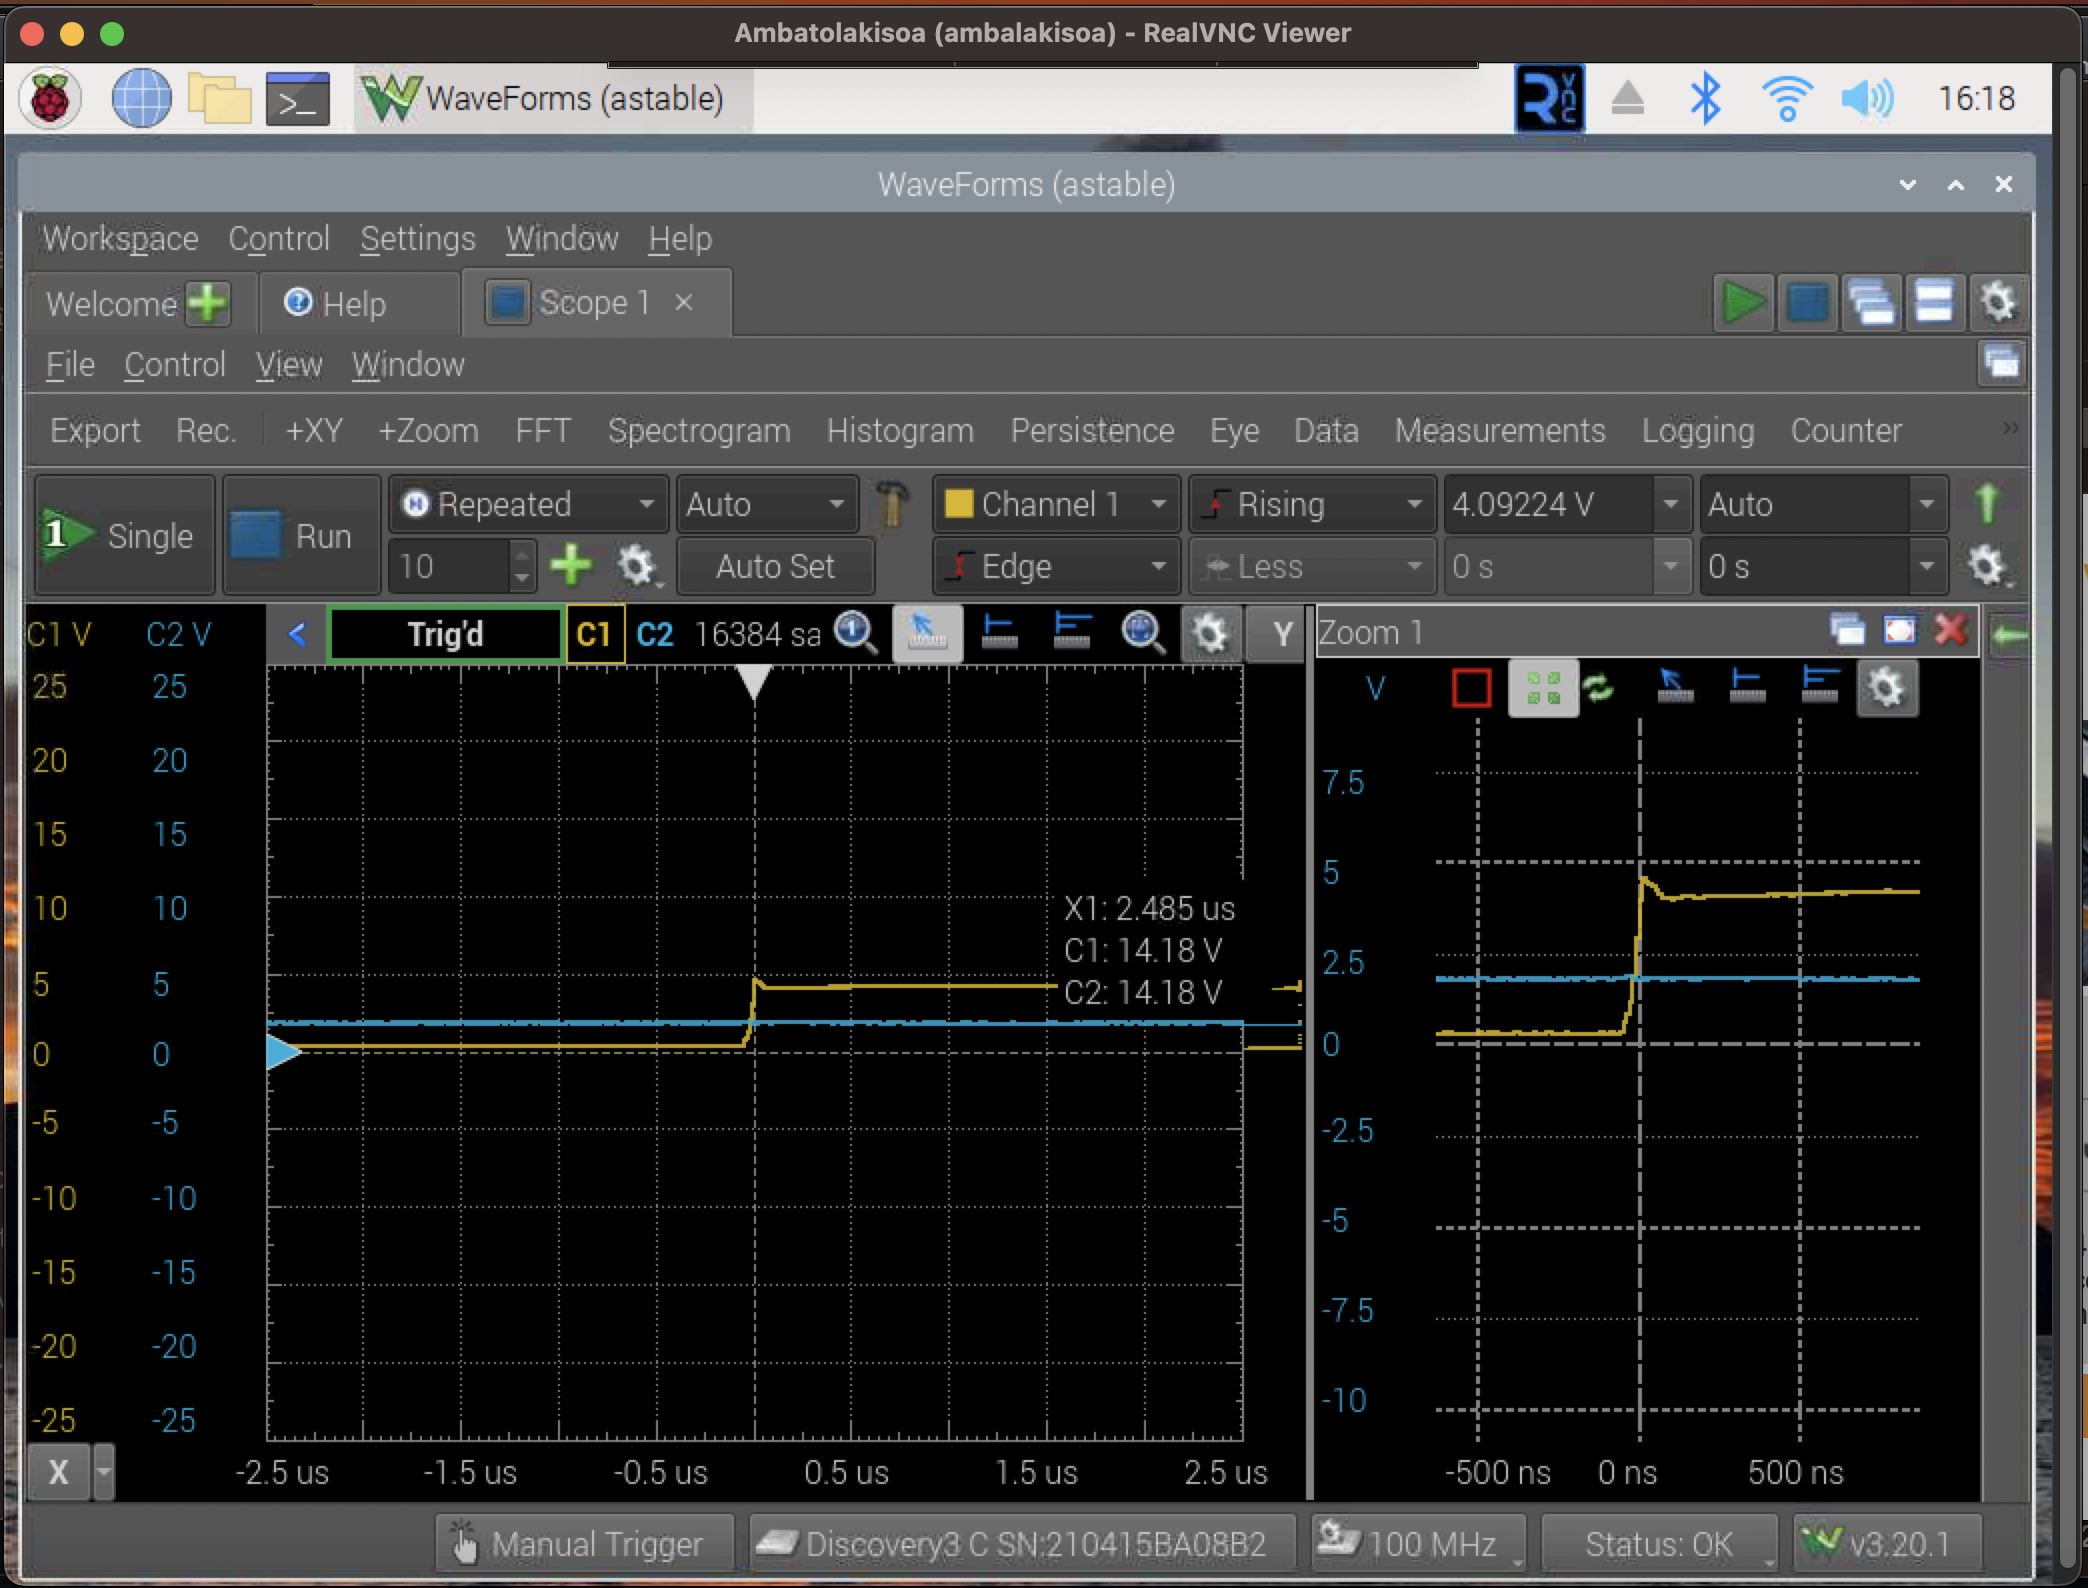 Ambatolakisoa (ambalakisoa) - RealVNC Viewer
WaveForms (astable)
16:18
WaveForms (astable)
Workspace Control Settings Window Help
Welcome Help Scope 1
File Control View Window
Export Rec. +XY +Zoom FFT Spectrogram Histogram Persistence Eye Data Measurements Logging Counter »
1 Single Run Repeated Auto Channel 1 Rising 4.09224 V Auto
10 Auto Set Edge Less 0 s 0 s
C1 V C2 V < Trig'd C1 C2 16384 sa Y Zoom 1
V
25 25
20 20
15 15
10 10
5 5
0 0
-5 -5
-10 -10
-15 -15
-20 -20
-25 -25
X1: 2.485 us
C1: 14.18 V
C2: 14.18 V
X -2.5 us -1.5 us -0.5 us 0.5 us 1.5 us 2.5 us
7.5
5
2.5
0
-2.5
-5
-7.5
-10
-500 ns 0 ns 500 ns
Manual Trigger Discovery3 C SN:210415BA08B2 100 MHz Status: OK v3.20.1